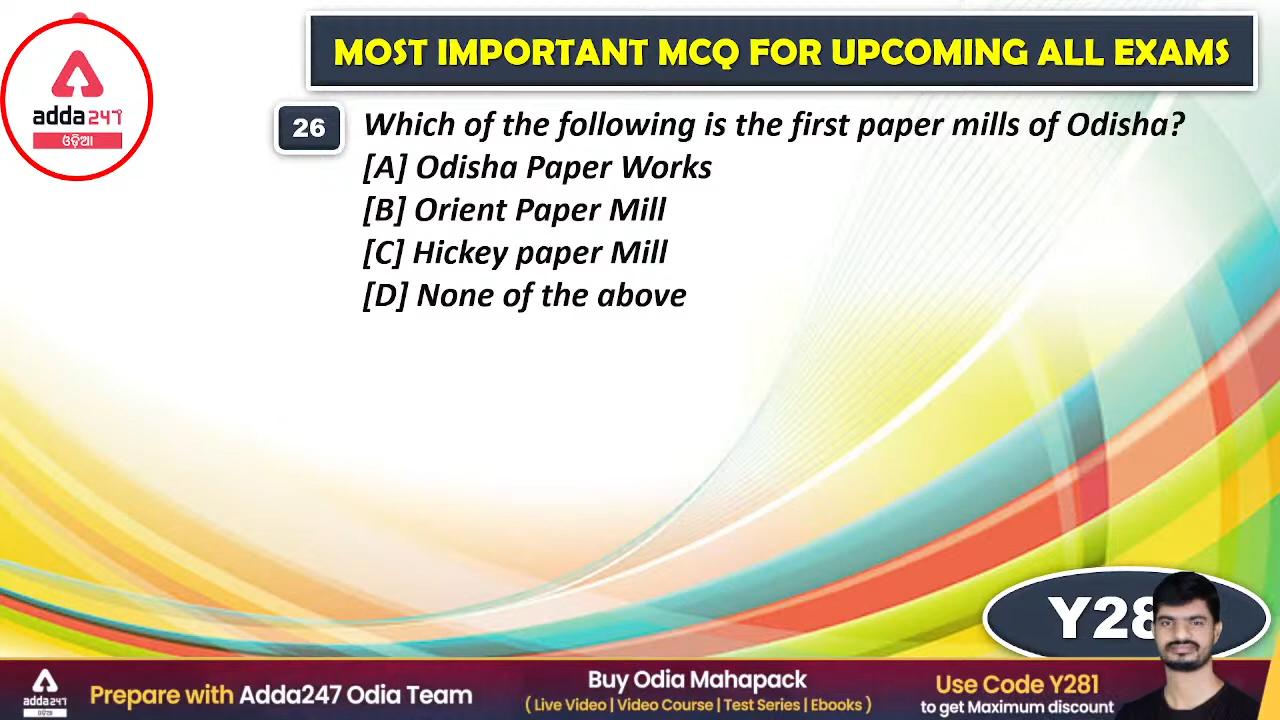 MOST IMPORTANT MCQ FOR UPCOMING ALL EXAMS
adda247
ଓଡ଼ିଆ
26 Which of the following is the first paper mills of Odisha?
[A] Odisha Paper Works
[B] Orient Paper Mill
[C] Hickey paper Mill
[D] None of the above
Y28
adda247
Prepare with Adda247 Odia Team
Buy Odia Mahapack
( Live Video | Video Course | Test Series | Ebooks )
Use Code Y281
to get Maximum discount